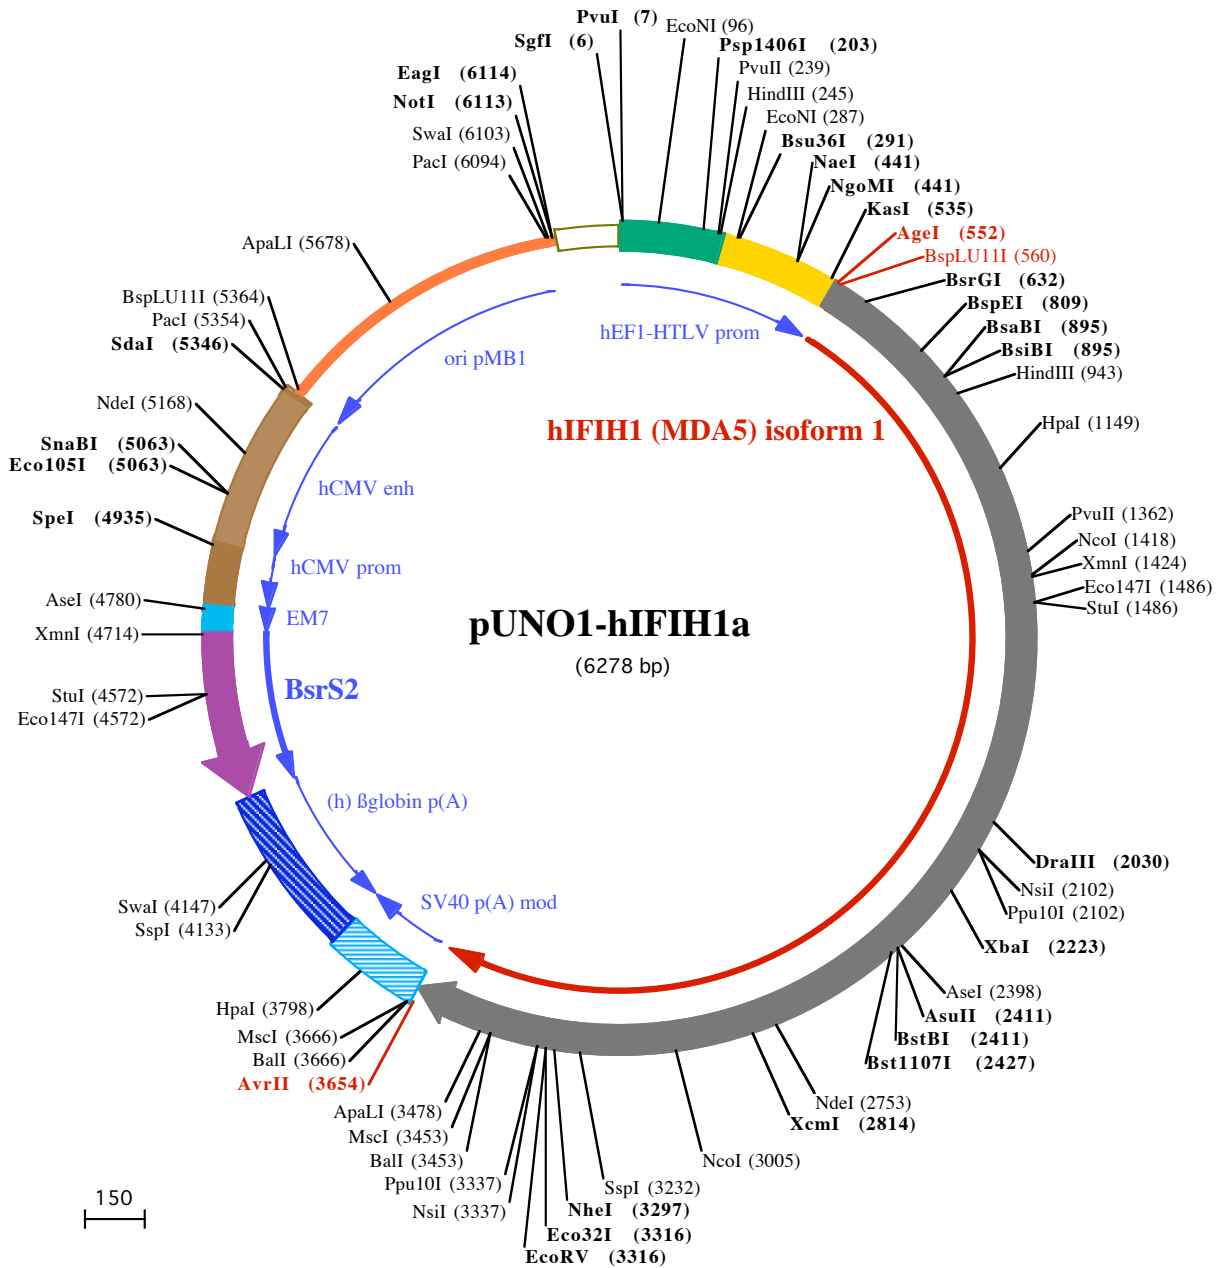 PvuI (7)
EcoNI (96)
SgfI (6)
Psp1406I (203)
EagI (6114)
PvuII (239)
NotI (6113)
HindIII (245)
SwaI (6103)
EcoNI (287)
PacI (6094)
Bsu36I (291)
NaeI (441)
NgoMI (441)
KasI (535)
AgeI (552)
BspLU11I (560)
BsrGI (632)
BspEI (809)
BsaBI (895)
BsiBI (895)
HindIII (943)
HpaI (1149)
PvuII (1362)
NcoI (1418)
XmnI (1424)
Eco147I (1486)
StuI (1486)
DraIII (2030)
NsiI (2102)
Ppu10I (2102)
XbaI (2223)
AseI (2398)
AsuII (2411)
BstBI (2411)
Bst1107I (2427)
NdeI (2753)
XcmI (2814)
NcoI (3005)
SspI (3232)
NheI (3297)
Eco32I (3316)
EcoRV (3316)
NsiI (3337)
Ppu10I (3337)
BalI (3453)
MscI (3453)
ApaLI (3478)
AvrII (3654)
BalI (3666)
MscI (3666)
HpaI (3798)
SspI (4133)
SwaI (4147)
Eco147I (4572)
StuI (4572)
XmnI (4714)
AseI (4780)
SpeI (4935)
Eco105I (5063)
SnaBI (5063)
NdeI (5168)
SdaI (5346)
PacI (5354)
BspLU11I (5364)
ApaLI (5678)
hEF1-HTLV prom
ori pMB1
hIFIH1 (MDA5) isoform 1
hCMV enh
hCMV prom
EM7
pUNO1-hIFIH1a
(6278 bp)
BsrS2
(h) ßglobin p(A)
SV40 p(A) mod
150